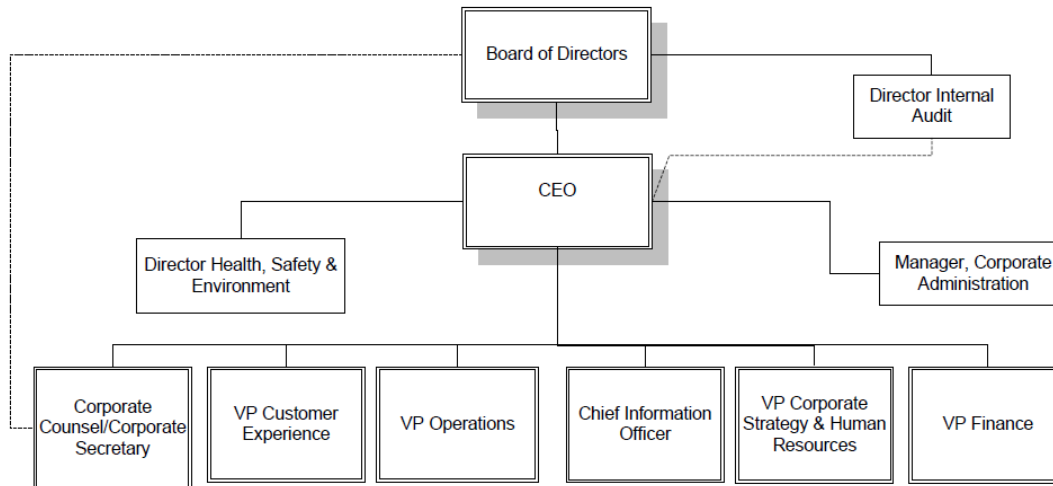 Board of Directors
Director Internal
Audit
CEO
Director Health, Safety &
Environment
Manager, Corporate
Administration
Corporate
Counsel/Corporate
Secretary
VP Customer
Experience
VP Operations
Chief Information
Officer
VP Corporate
Strategy & Human
Resources
VP Finance